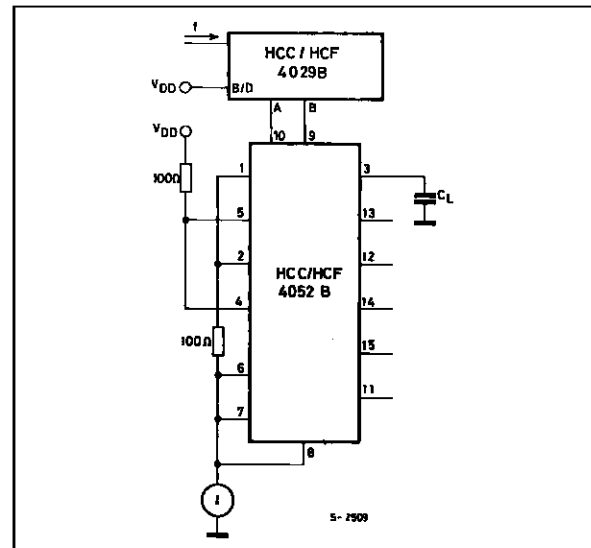 f
HCC / HCF
4029B
VDD
B/D
A B
10 9
VDD
100Ω
1 3
CL
5 13
2 12
HCC/HCF
4052 B
4 14
100Ω
15
6 11
7
8
I
S- 2509